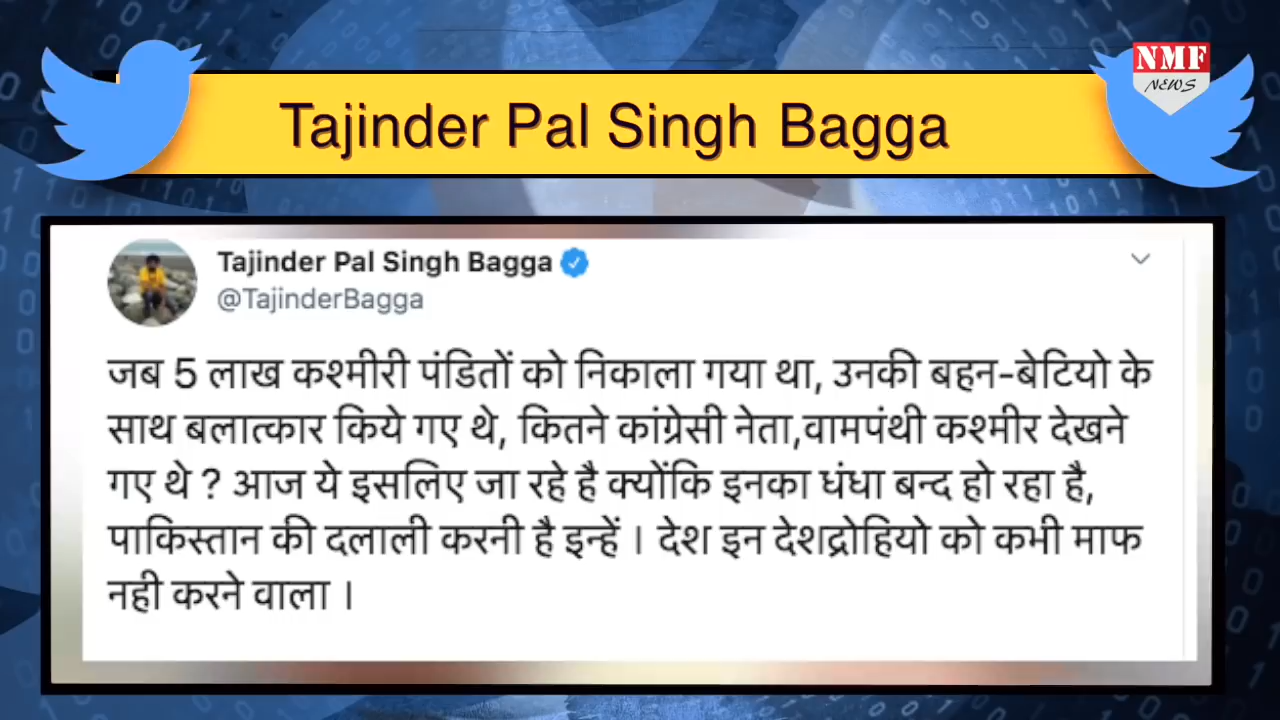 NMF
NEWS
Tajinder Pal Singh Bagga
Tajinder Pal Singh Bagga
@TajinderBagga
जब 5 लाख कश्मीरी पंडितों को निकाला गया था, उनकी बहन-बेटियो के
साथ बलात्कार किये गए थे, कितने कांग्रेसी नेता,वामपंथी कश्मीर देखने
गए थे ? आज ये इसलिए जा रहे है क्योंकि इनका धंधा बन्द हो रहा है,
पाकिस्तान की दलाली करनी है इन्हें । देश इन देशद्रोहियो को कभी माफ
नही करने वाला ।